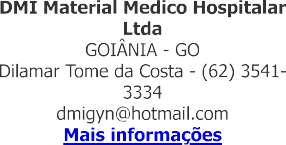 DMI Material Medico Hospitalar
Ltda
GOIÂNIA - GO
Dilamar Tome da Costa - (62) 3541-
3334
dmigyn@hotmail.com
Mais informações